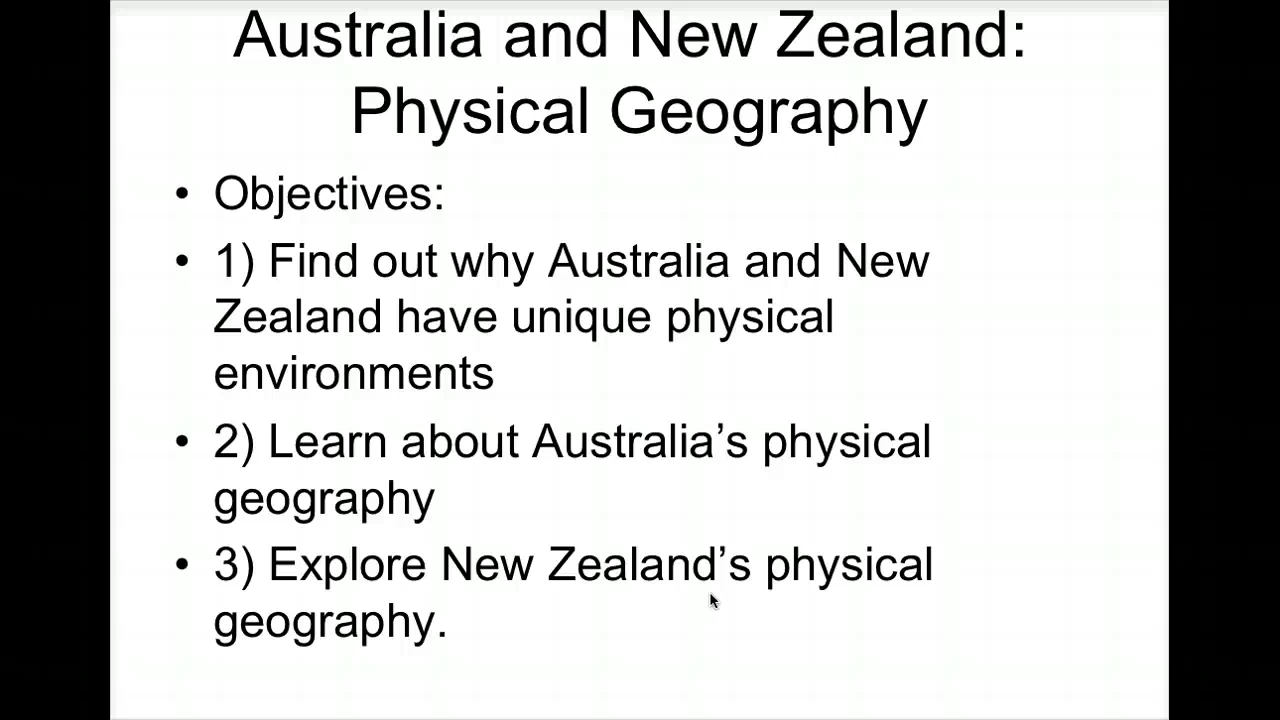 Australia and New Zealand:
Physical Geography
• Objectives:
• 1) Find out why Australia and New
Zealand have unique physical
environments
• 2) Learn about Australia’s physical
geography
• 3) Explore New Zealand’s physical
geography.